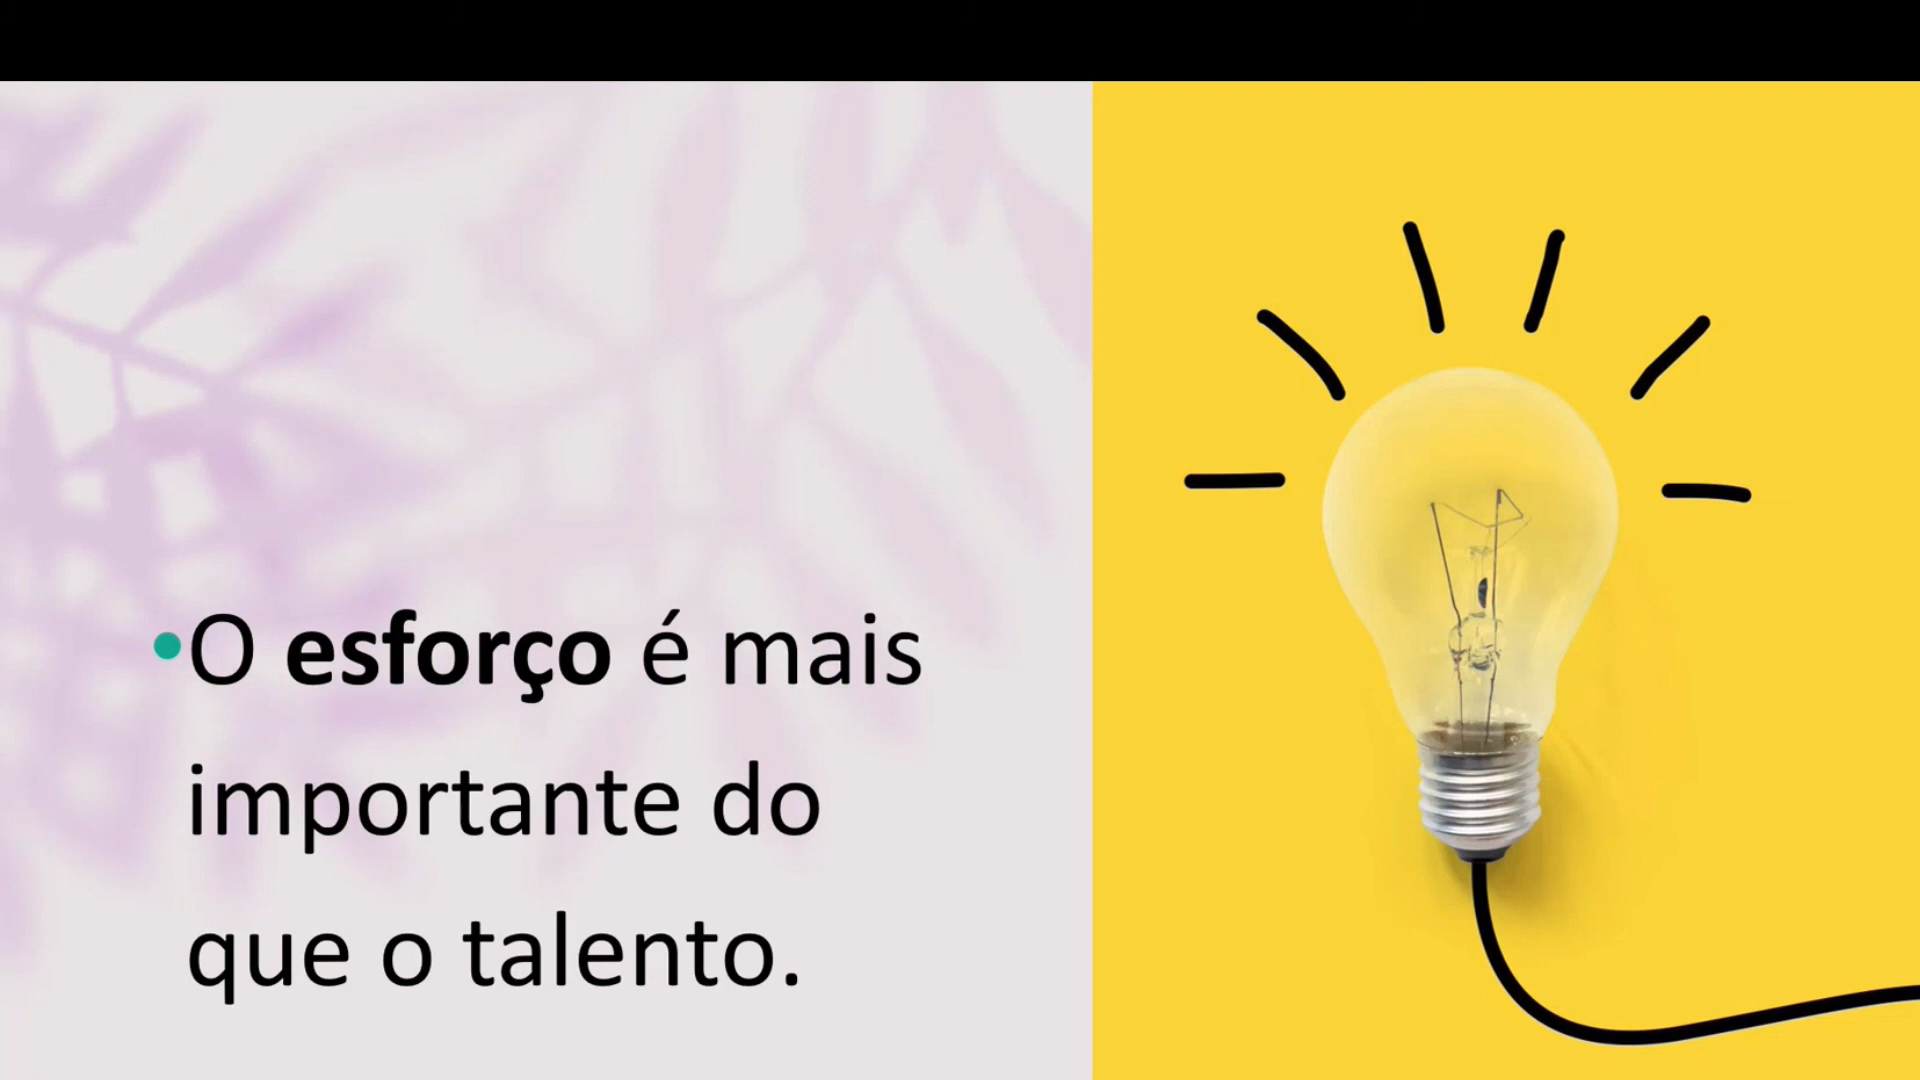 •O esforço é mais
importante do
que o talento.